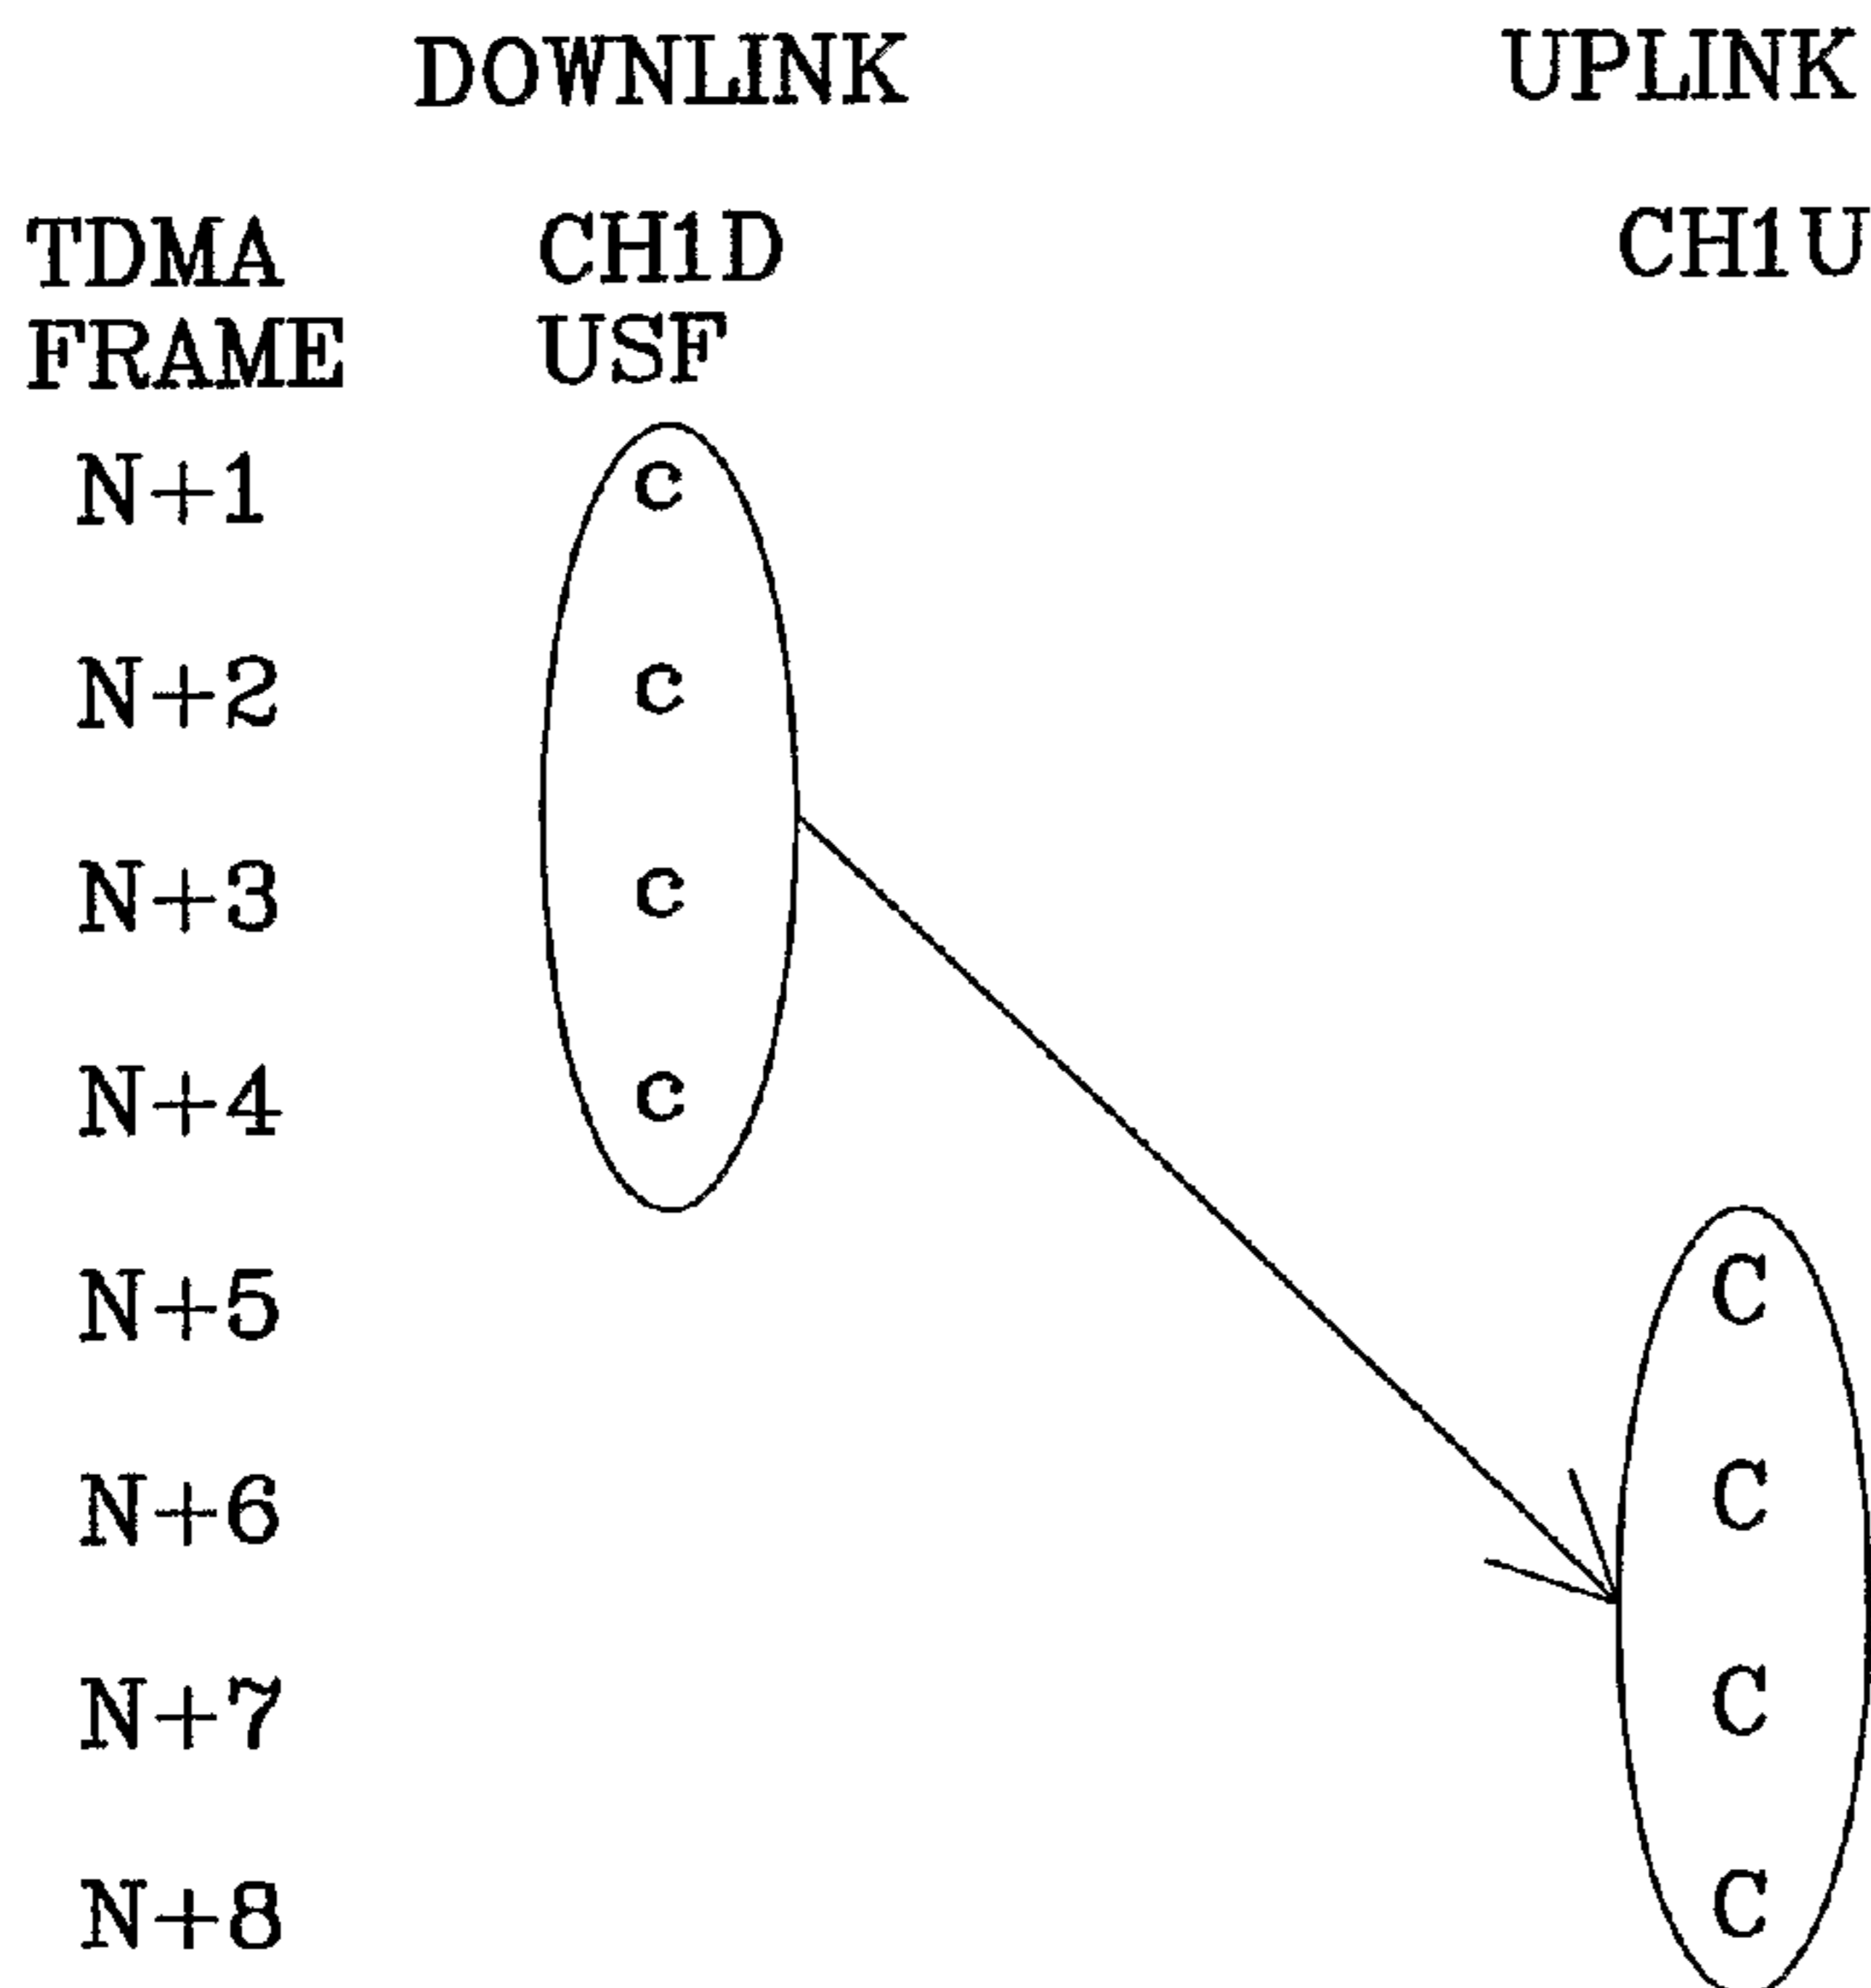 DOWNLINK UPLINK
TDMA CH1D CH1U
FRAME USF
N+1 c
N+2 c
N+3 c
N+4 c
N+5 C
N+6 C
N+7 C
N+8 C